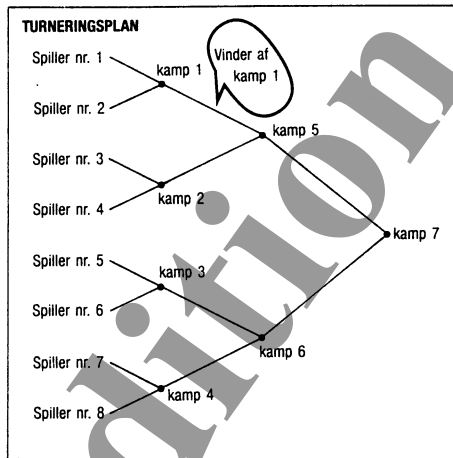 TURNERINGSPLAN
Spiller nr. 1
kamp 1
Vinder af
kamp 1
Spiller nr. 2
kamp 5
Spiller nr. 3
kamp 2
Spiller nr. 4
kamp 7
Spiller nr. 5
kamp 3
Spiller nr. 6
kamp 6
Spiller nr. 7
kamp 4
Spiller nr. 8
dition